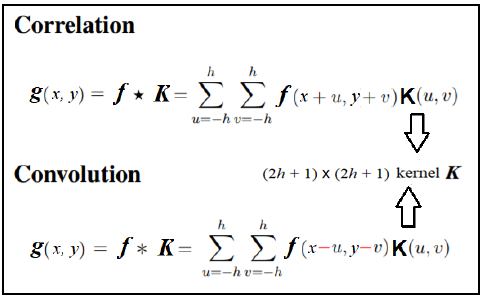 Correlation
h h
g(x, y) = f ⋆ K = ∑ ∑ f(x + u, y + v)K(u, v)
u=−h v=−h
Convolution
(2h + 1) x (2h + 1) kernel K
h h
g(x, y) = f ∗ K = ∑ ∑ f(x−u, y−v)K(u, v)
u=−h v=−h